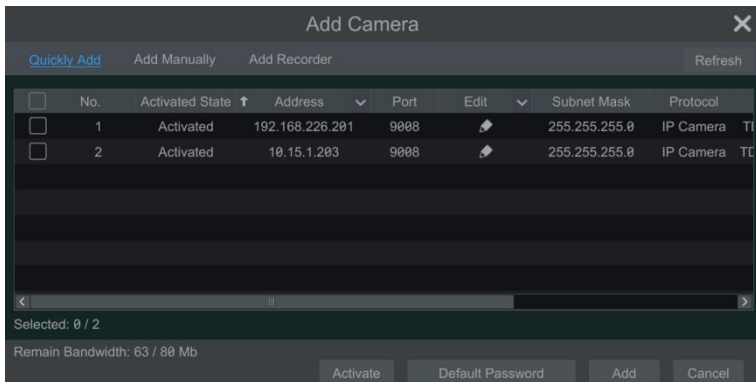 Add Camera
Quickly Add Add Manually Add Recorder Refresh
No. Activated State Address Port Edit Subnet Mask Protocol
1 Activated 192.168.226.201 9008 255.255.255.0 IP Camera
2 Activated 10.15.1.203 9008 255.255.255.0 IP Camera
Selected: 0 / 2
Remain Bandwidth: 63 / 80 Mb
Activate Default Password Add Cancel